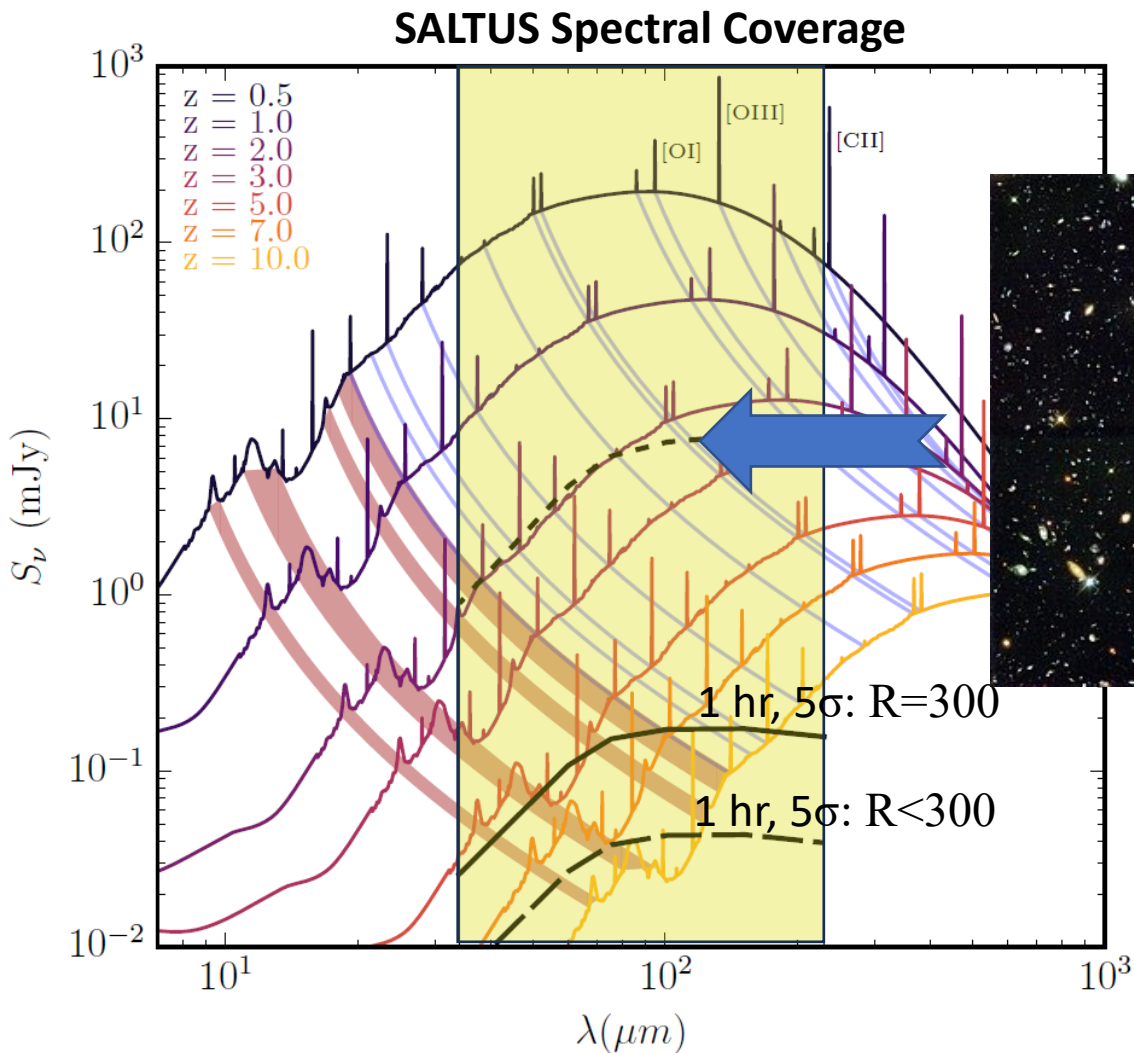 SALTUS Spectral Coverage
10³
z = 0.5
z = 1.0
z = 2.0
z = 3.0
z = 5.0
z = 7.0
z = 10.0
[OIII]
[OI]
[CII]
10²
10¹
S_ν (mJy)
10⁰
1 hr, 5σ: R=300
10⁻¹
1 hr, 5σ: R<300
10⁻²
10¹
10²
10³
λ(μm)